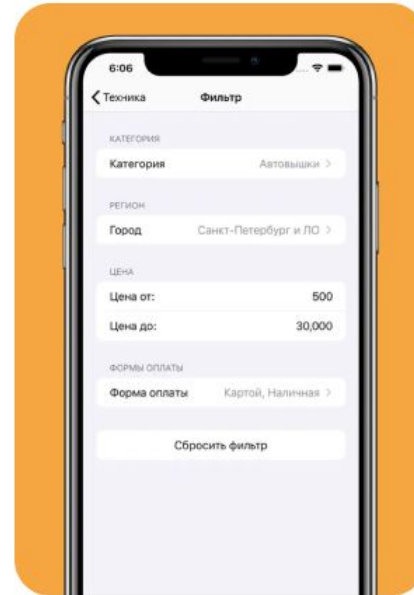 6:06
Техника Фильтр
КАТЕГОРИЯ
Категория Автовышки
РЕГИОН
Город Санкт-Петербург и ЛО
ЦЕНА
Цена от: 500
Цена до: 30,000
ФОРМЫ ОПЛАТЫ
Форма оплаты Картой, Наличная
Сбросить фильтр